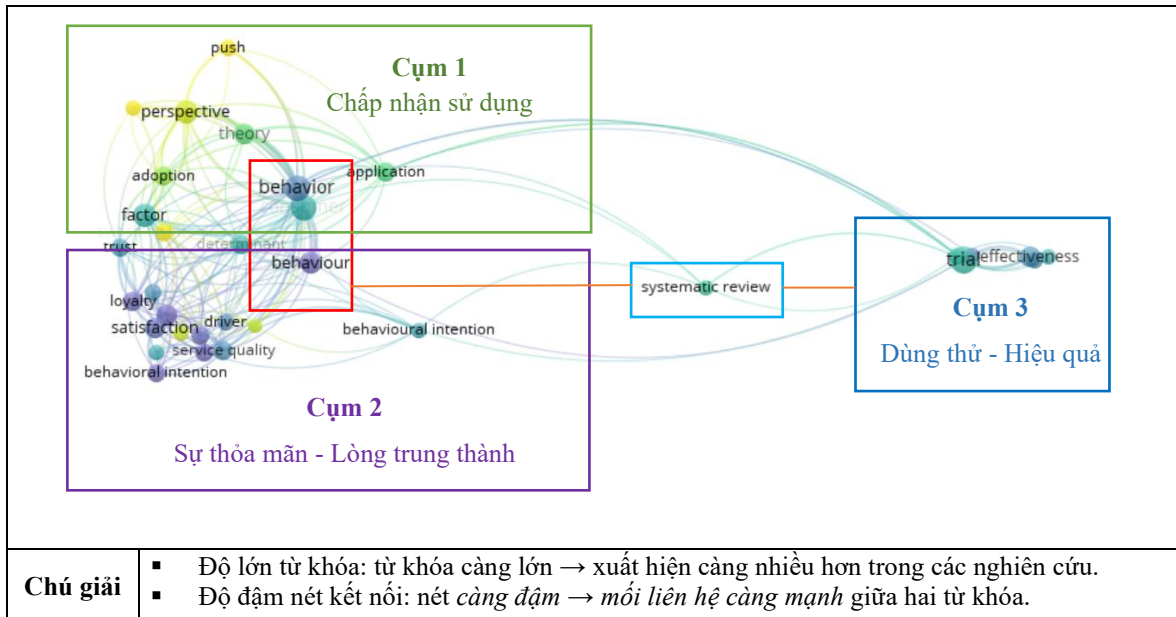 push
Cụm 1
Chấp nhận sử dụng
perspective
theory
adoption
application
behavior
factor
trust
determinant
behaviour
loyalty
satisfaction
driver
service quality
behavioral intention
behavioural intention
systematic review
trial
effectiveness
Cụm 3
Dùng thử - Hiệu quả
Cụm 2
Sự thỏa mãn - Lòng trung thành
Chú giải
▪ Độ lớn từ khóa: từ khóa càng lớn → xuất hiện càng nhiều hơn trong các nghiên cứu.
▪ Độ đậm nét kết nối: nét càng đậm → mối liên hệ càng mạnh giữa hai từ khóa.